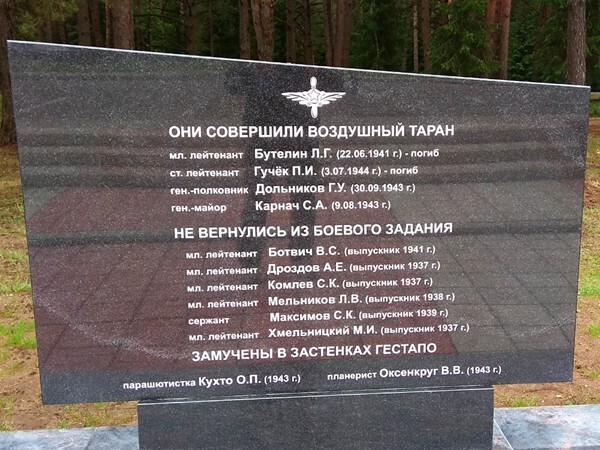 ОНИ СОВЕРШИЛИ ВОЗДУШНЫЙ ТАРАН
мл. лейтенант Бутелин Л.Г. (22.06.1941 г.) - погиб
ст. лейтенант Гучёк П.И. (3.07.1944 г.) - погиб
ген.-полковник Дольников Г.У. (30.09.1943 г.)
ген.-майор Карнач С.А. (9.08.1943 г.)
НЕ ВЕРНУЛИСЬ ИЗ БОЕВОГО ЗАДАНИЯ
мл. лейтенант Ботвич В.С. (выпускник 1941 г.)
мл. лейтенант Дроздов А.Е. (выпускник 1937 г.)
мл. лейтенант Комлев С.К. (выпускник 1937 г.)
мл. лейтенант Мельников Л.В. (выпускник 1938 г.)
сержант Максимов С.К. (выпускник 1939 г.)
мл. лейтенант Хмельницкий М.И. (выпускник 1937 г.)
ЗАМУЧЕНЫ В ЗАСТЕНКАХ ГЕСТАПО
парашютистка Кухто О.П. (1943 г.) планерист Оксенкруг В.В. (1943 г.)